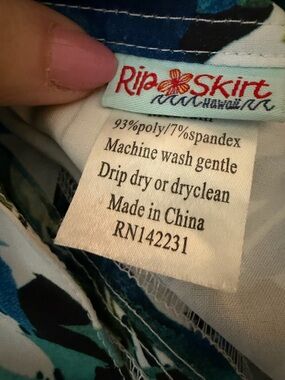 Rip Skirt
Hawaii
93%poly/7%spandex
Machine wash gentle
Drip dry or dryclean
Made in China
RN142231